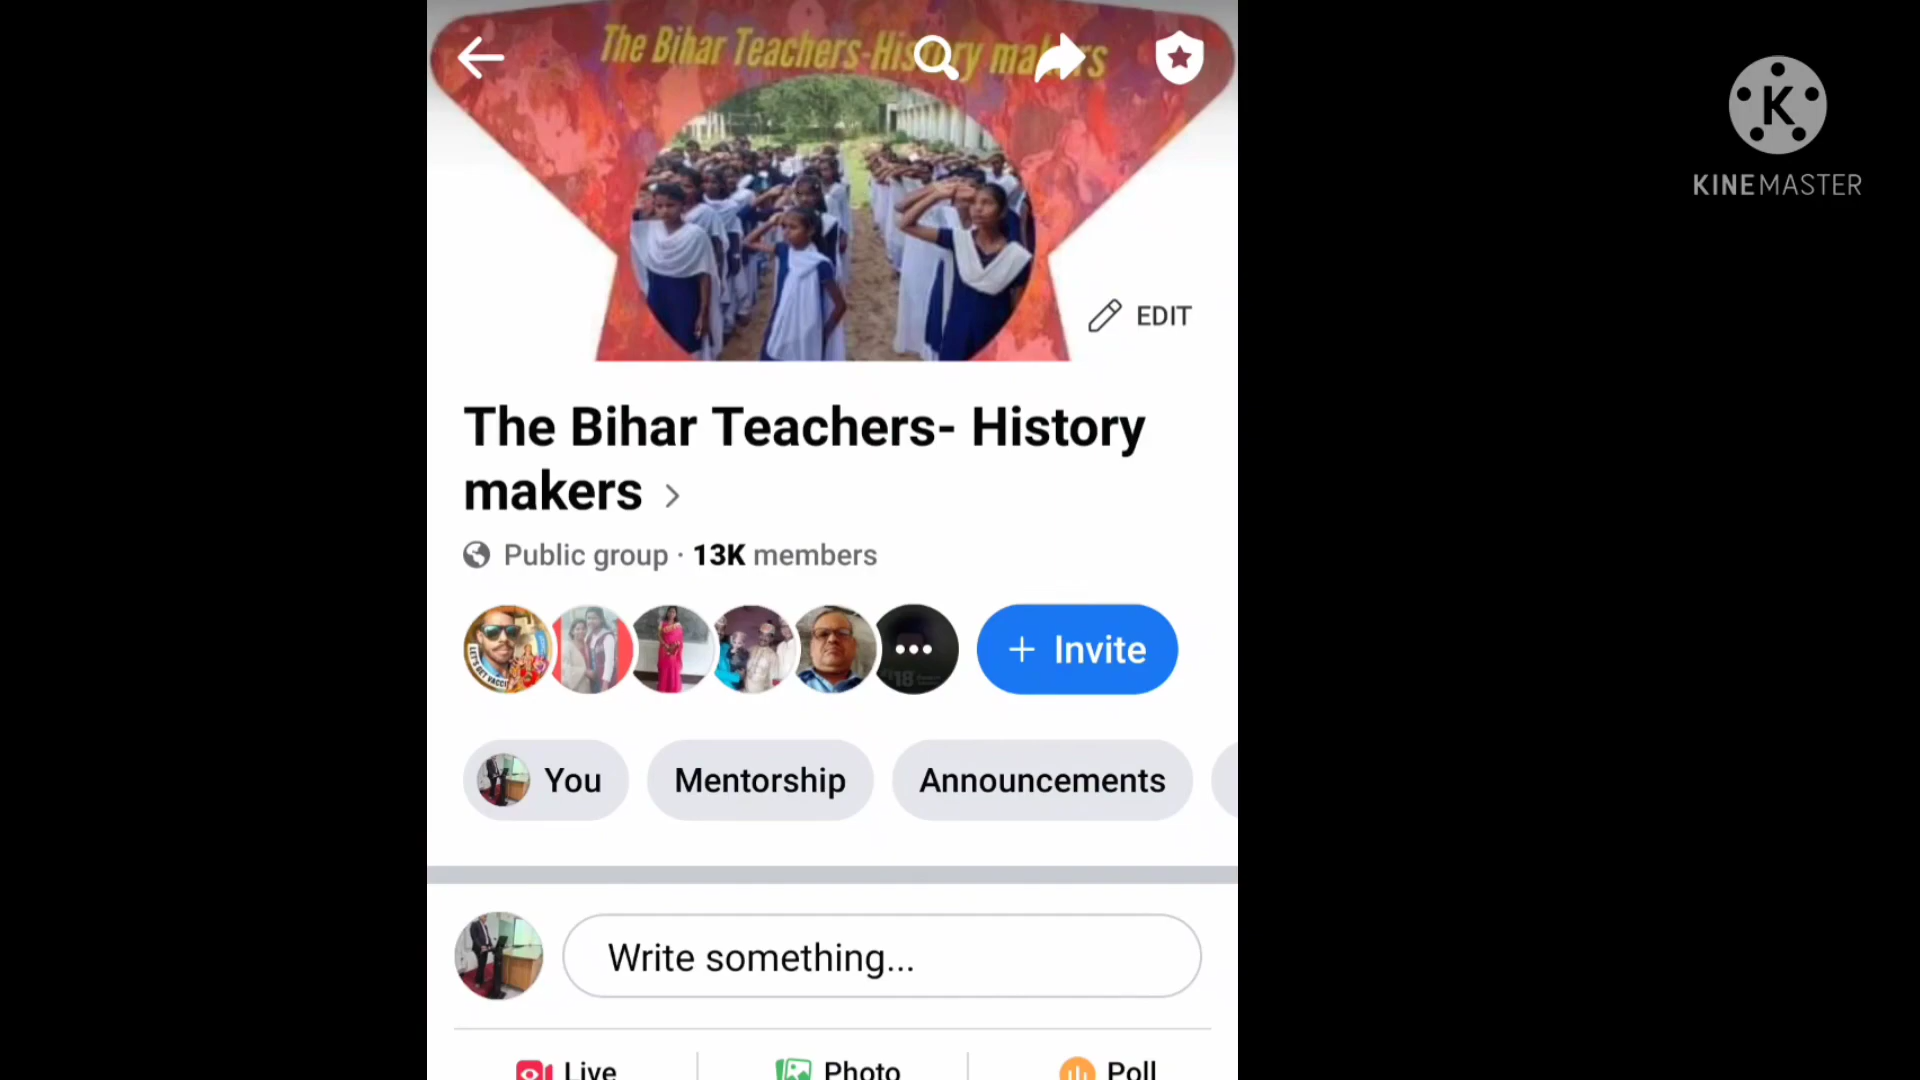 The Bihar Teachers-History makers
K
KINEMASTER
EDIT
The Bihar Teachers- History
makers
Public group · 13K members
+ Invite
You
Mentorship
Announcements
Write something...
Live
Photo
Poll